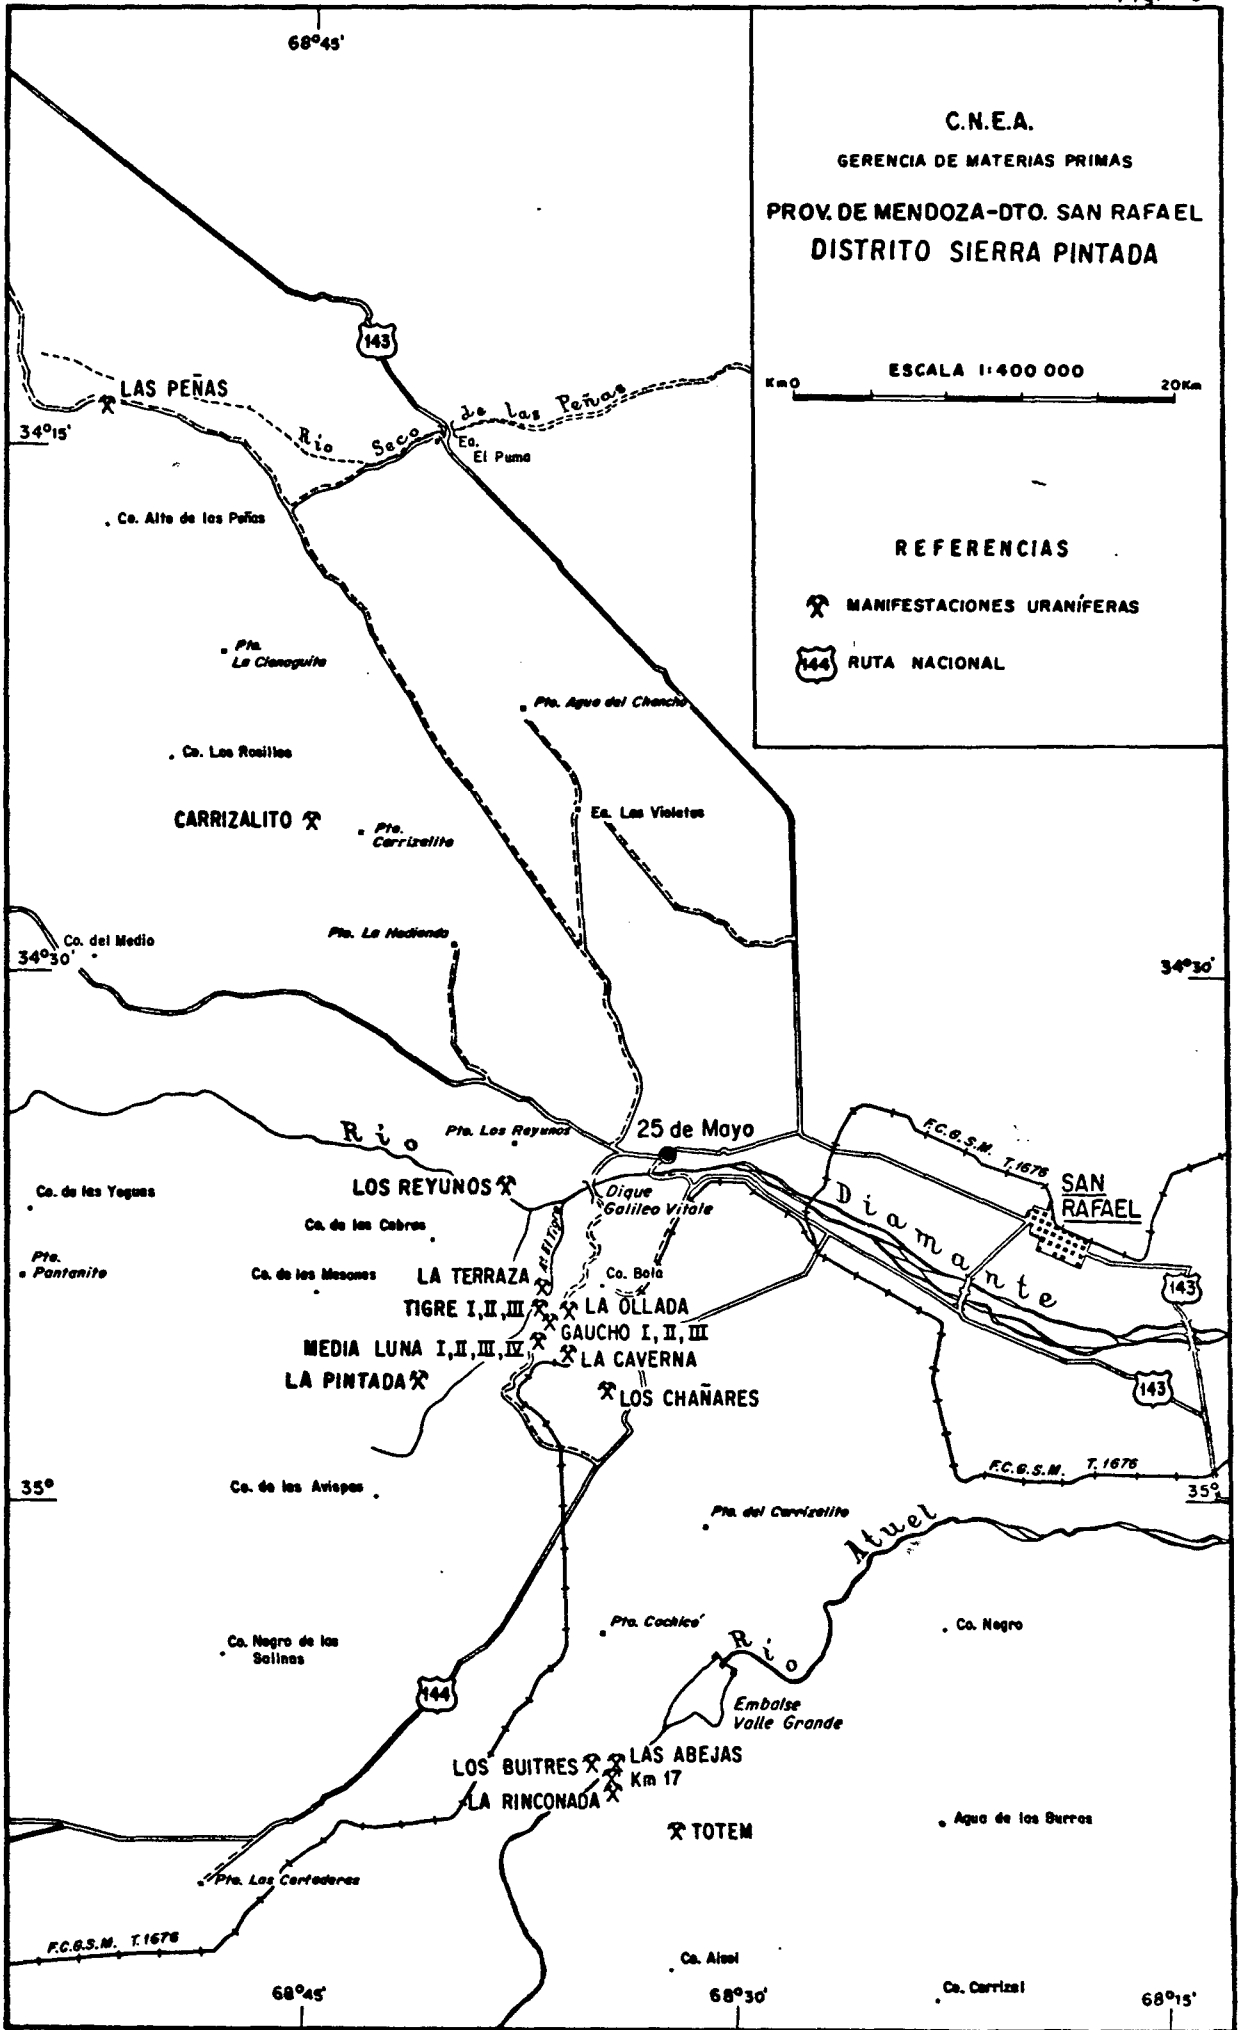 68°45'
C.N.E.A.
GERENCIA DE MATERIAS PRIMAS
PROV. DE MENDOZA-DTO. SAN RAFAEL
DISTRITO SIERRA PINTADA
ESCALA 1:400 000
Km 0 20Km
REFERENCIAS
MANIFESTACIONES URANÍFERAS
144 RUTA NACIONAL
143
LAS PEÑAS
34°15'
Río Seco de las Peñas
Ea.
El Puma
Co. Alto de las Peñas
Pto.
La Cienaguita
Pto. Agua del Chancho
Co. Los Rosillos
Ea. Las Violetas
CARRIZALITO
Pto.
Carrizalito
Pto. La Hedionda
Co. del Medio
34°30'
34°30'
Río
Pto. Los Reyunos
25 de Mayo
F.C.G.S.M. T.1676
SAN
RAFAEL
LOS REYUNOS
Dique
Galileo Vitale
Diamante
Co. de las Yeguas
Co. de las Cabras
Pto.
Pantanito
Co. de los Mesones
LA TERRAZA
Aº El Tigre
Co. Bola
143
TIGRE I, II, III
LA OLLADA
GAUCHO I, II, III
MEDIA LUNA I, II, III, IV
LA CAVERNA
LA PINTADA
LOS CHAÑARES
143
F.C.G.S.M. T. 1676
Co. de las Avispas
35°
35°
Pto. del Carrizalito
Atuel
Pto. Cochicó
Co. Negro
Co. Negro de las
Salinas
Río
144
Embalse
Valle Grande
LOS BUITRES
LAS ABEJAS
Km 17
LA RINCONADA
TOTEM
Agua de los Burros
Pto. Las Cortaderas
F.C.G.S.M. T.1676
Co. Carrizal
68°45'
68°30'
68°15'